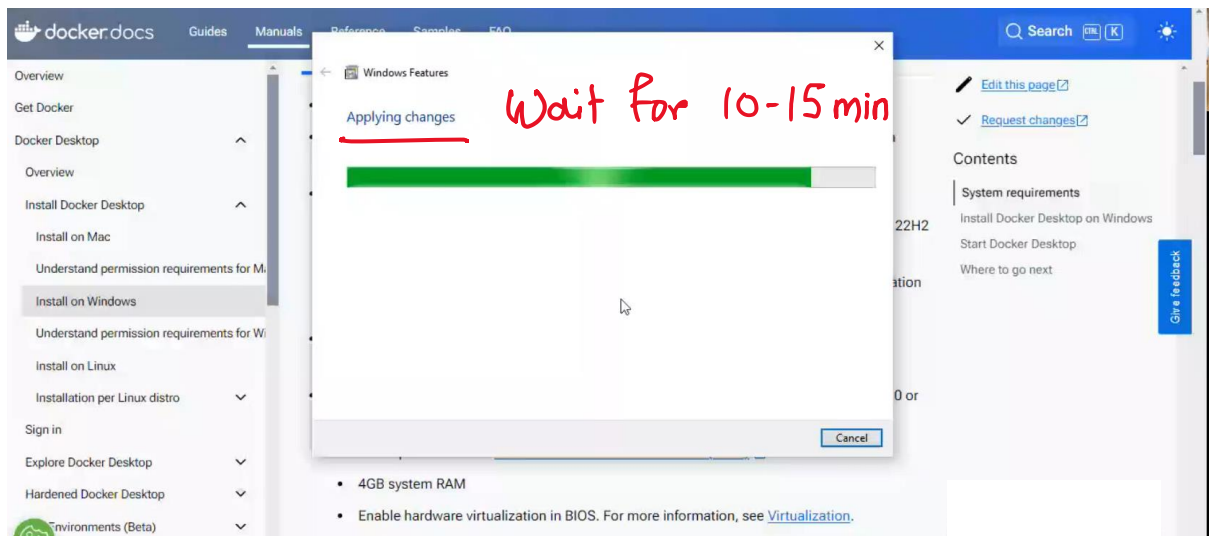 docker.docs
Guides
Manuals
Reference
Samples
FAQ
Search
CTRL K
Overview
Get Docker
Docker Desktop
Overview
Install Docker Desktop
Install on Mac
Understand permission requirements for M
Install on Windows
Understand permission requirements for Wi
Install on Linux
Installation per Linux distro
Sign in
Explore Docker Desktop
Hardened Docker Desktop
Environments (Beta)
Windows Features
Applying changes
Wait for 10-15 min
Cancel
22H2
ation
0 or
• 4GB system RAM
• Enable hardware virtualization in BIOS. For more information, see Virtualization.
Edit this page
Request changes
Contents
System requirements
Install Docker Desktop on Windows
Start Docker Desktop
Where to go next
Give feedback